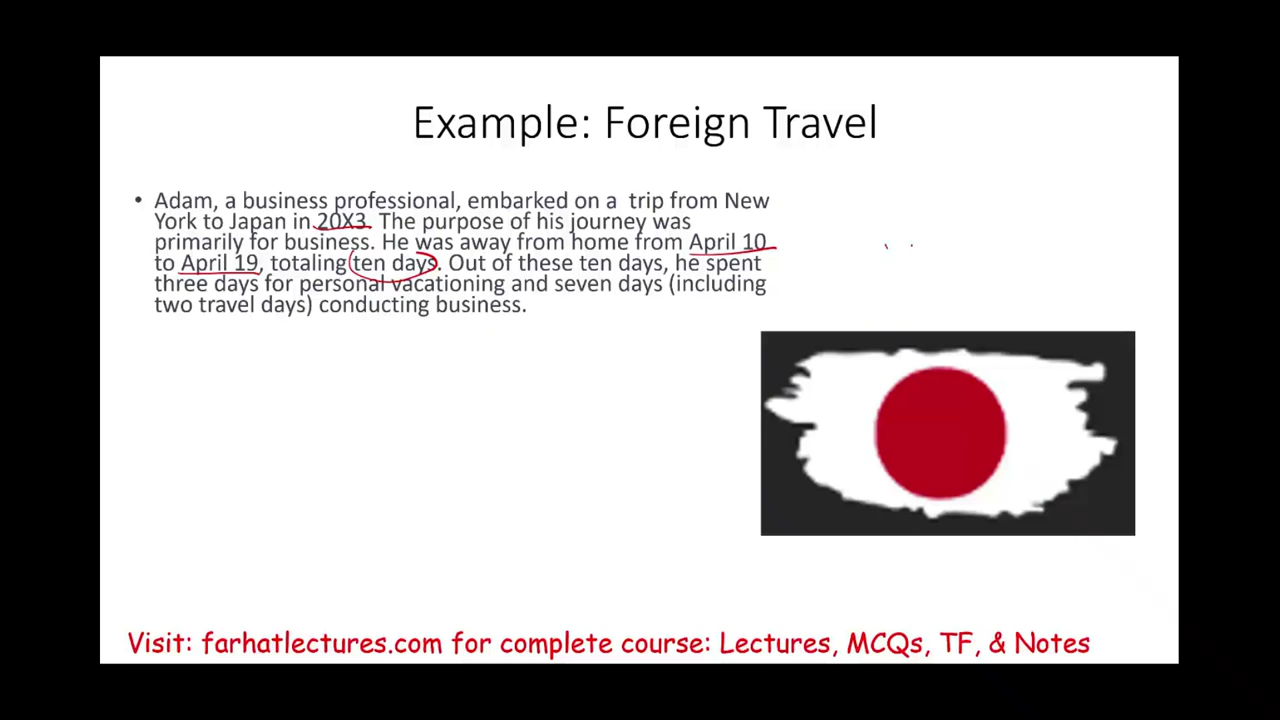 Example: Foreign Travel
• Adam, a business professional, embarked on a trip from New
York to Japan in 20X3. The purpose of his journey was
primarily for business. He was away from home from April 10
to April 19, totaling ten days. Out of these ten days, he spent
three days for personal vacationing and seven days (including
two travel days) conducting business.
Visit: farhatlectures.com for complete course: Lectures, MCQs, TF, & Notes